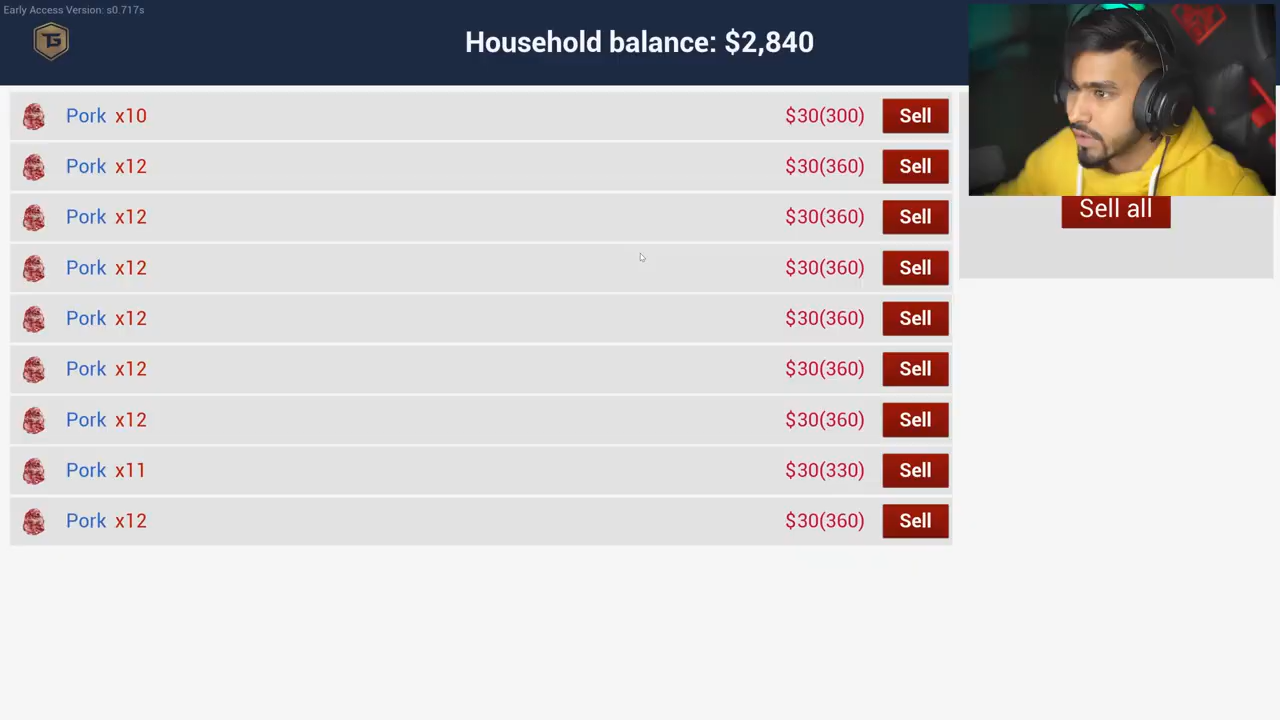 Early Access Version: s0.717s
TS
Household balance: $2,840
Pork x10 $30(300) Sell
Pork x12 $30(360) Sell
Pork x12 $30(360) Sell
Pork x12 $30(360) Sell
Pork x12 $30(360) Sell
Pork x12 $30(360) Sell
Pork x12 $30(360) Sell
Pork x11 $30(330) Sell
Pork x12 $30(360) Sell
Sell all